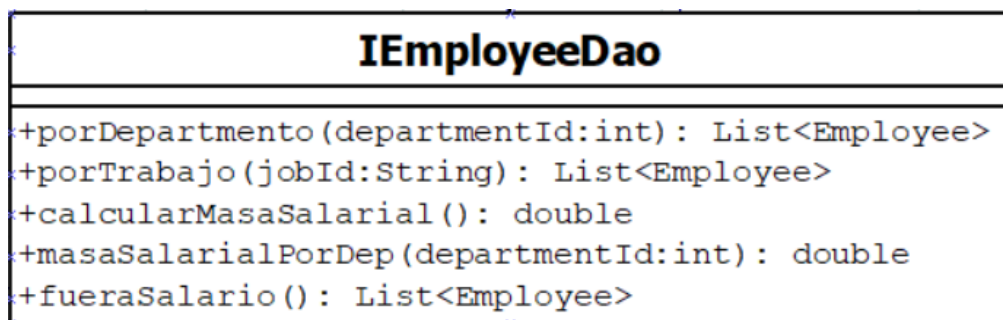 IEmployeeDao
+porDepartmento(departmentId:int): List<Employee>
+porTrabajo(jobId:String): List<Employee>
+calcularMasaSalarial(): double
+masaSalarialPorDep(departmentId:int): double
+fueraSalario(): List<Employee>